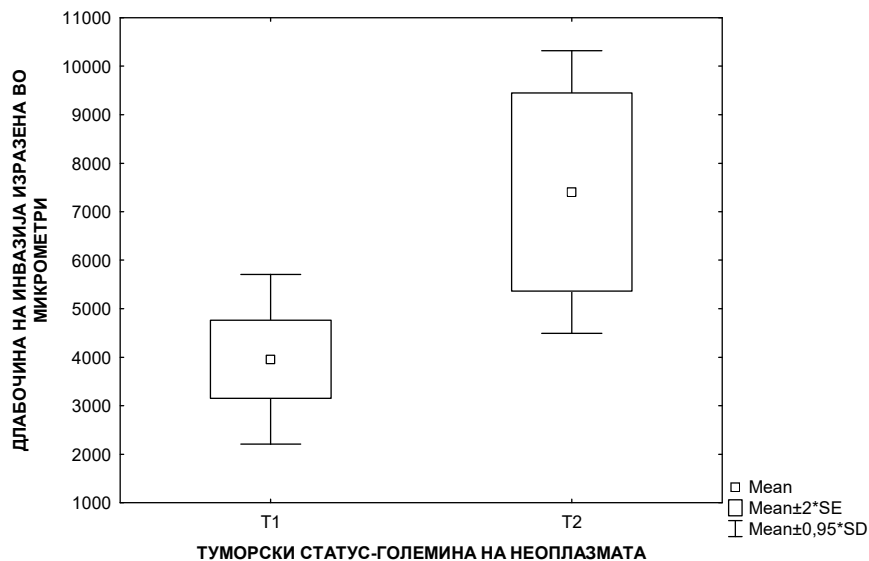 11000
10000
9000
8000
7000
6000
5000
4000
3000
2000
1000
ДЛАБОЧИНА НА ИНВАЗИЈА ИЗРАЗЕНА ВО
МИКРОМЕТРИ
T1
T2
ТУМОРСКИ СТАТУС-ГОЛЕМИНА НА НЕОПЛАЗМАТА
Mean
Mean±2*SE
Mean±0,95*SD